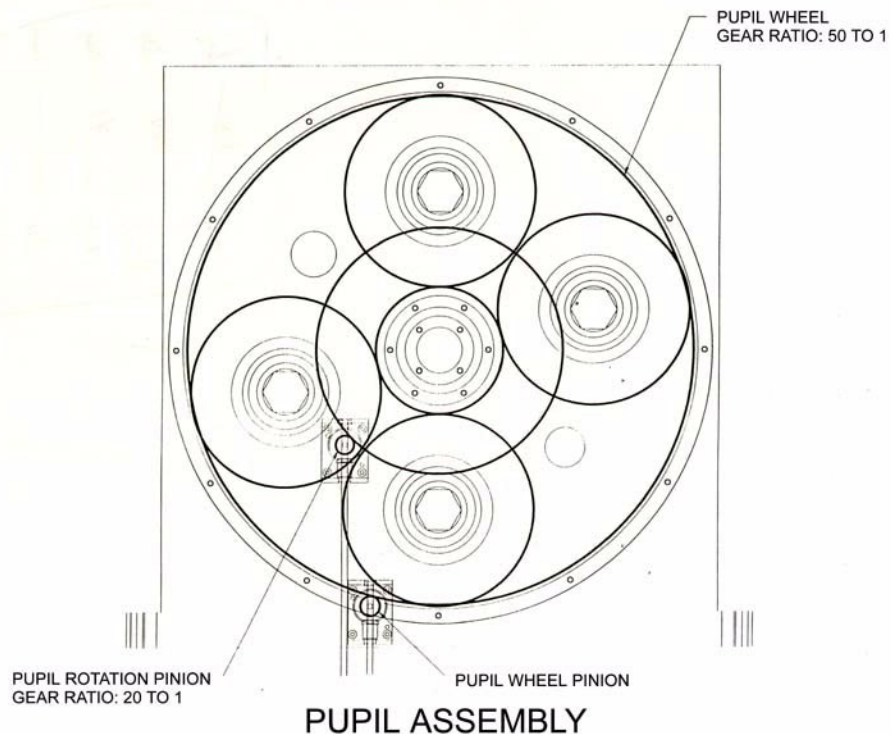 PUPIL WHEEL
GEAR RATIO: 50 TO 1
PUPIL ROTATION PINION
GEAR RATIO: 20 TO 1
PUPIL WHEEL PINION
PUPIL ASSEMBLY